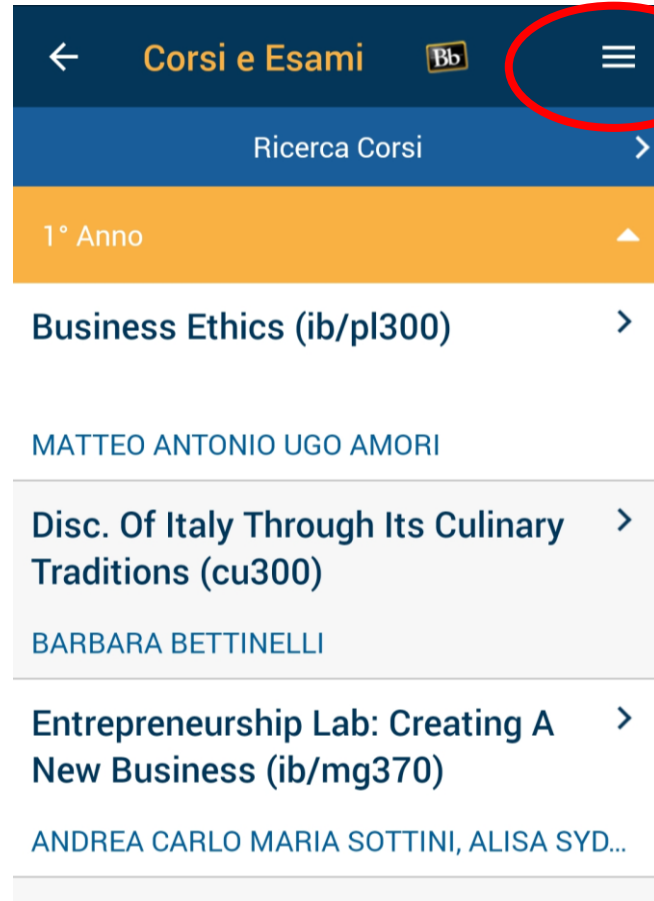 Corsi e Esami Bb
Ricerca Corsi
1° Anno
Business Ethics (ib/pl300)
MATTEO ANTONIO UGO AMORI
Disc. Of Italy Through Its Culinary
Traditions (cu300)
BARBARA BETTINELLI
Entrepreneurship Lab: Creating A
New Business (ib/mg370)
ANDREA CARLO MARIA SOTTINI, ALISA SYD...